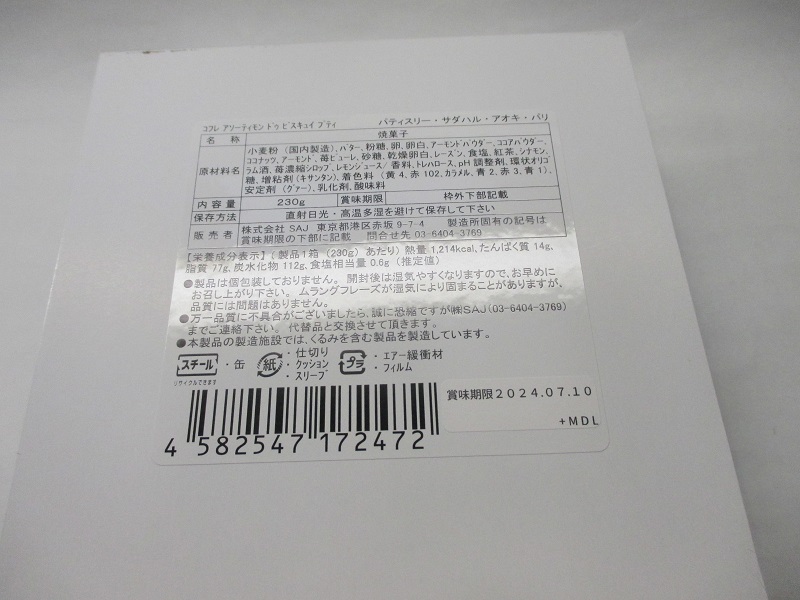 コフレ アソーティモン ドゥ ビスキュイ プティ パティスリー・サダハル・アオキ・パリ
名 称 焼菓子
原材料名 小麦粉 (国内製造)、バター、粉糖、卵、卵白、アーモンドパウダー、ココアパウダー、
ココナッツ、アーモンド、苺ピューレ、砂糖、乾燥卵白、レーズン、食塩、紅茶、シナモン、
ラム酒、苺濃縮シロップ、レモンジュース/香料、トレハロース、pH調整剤、環状オリゴ
糖、増粘剤 (キサンタン)、着色料 (黄4、赤102、カラメル、青2、赤3、青1)、
安定剤 (グァー)、乳化剤、酸味料
内容量 230g 賞味期限 枠外下部記載
保存方法 直射日光・高温多湿を避けて保存して下さい
販売者 株式会社 SAJ 東京都港区赤坂9-7-4 製造所固有の記号は
賞味期限の下部に記載 問合せ先 03-6404-3769
【栄養成分表示】(製品1箱 (230g) あたり) 熱量 1,214kcal、たんぱく質 14g、
脂質 77g、炭水化物 112g、食塩相当量 0.6g (推定値)
●製品は個包装しておりません。開封後は湿気やすくなりますので、お早めに
お召し上がり下さい。ムラングフレーズが湿気により固まることがありますが、
品質には問題はありません。
●万一品質に不具合がございましたら、誠に恐縮ですが㈱SAJ(03-6404-3769)
までご連絡下さい。代替品と交換させて頂きます。
●本製品の製造施設では、くるみを含む製品を製造しています。
スチール ・缶 紙 ・仕切り ・クッション ・スリーブ プラ ・エアー緩衝材 ・フィルム
リサイクルできます
賞味期限2024.07.10
+MDL
4 582547 172472